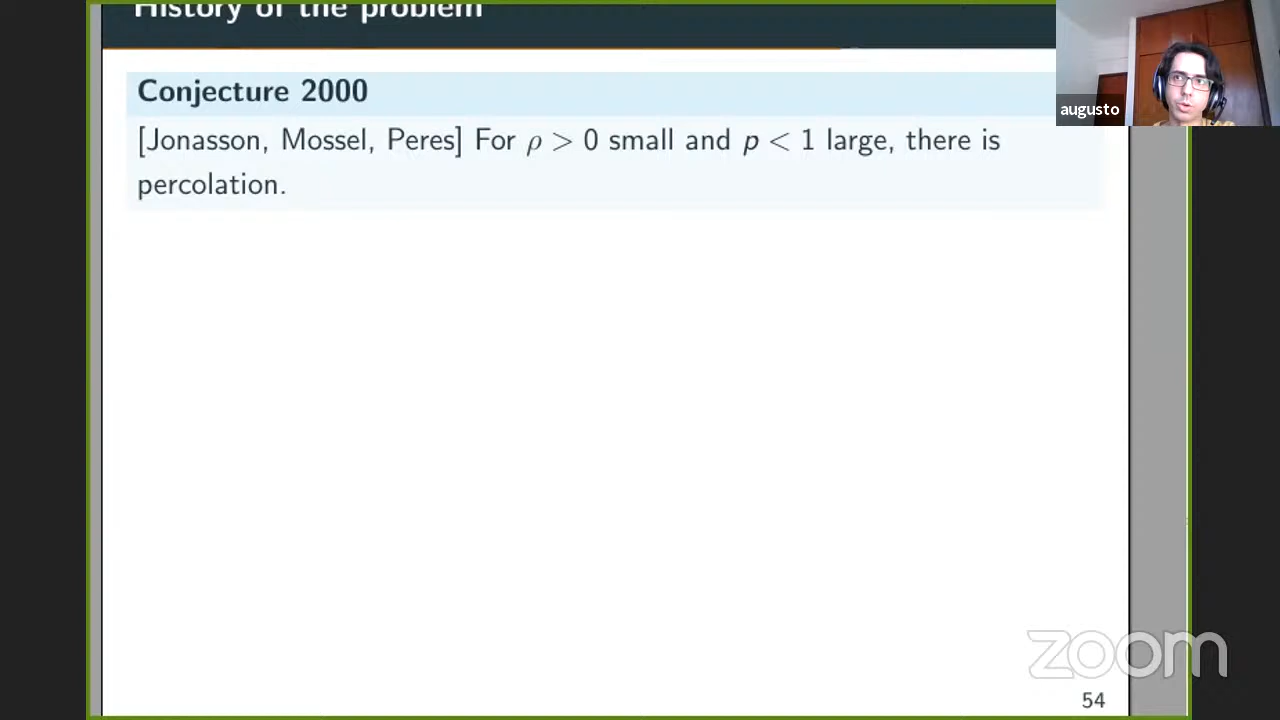 History of the problem
augusto
Conjecture 2000
[Jonasson, Mossel, Peres] For ρ > 0 small and p < 1 large, there is
percolation.
zoom
54